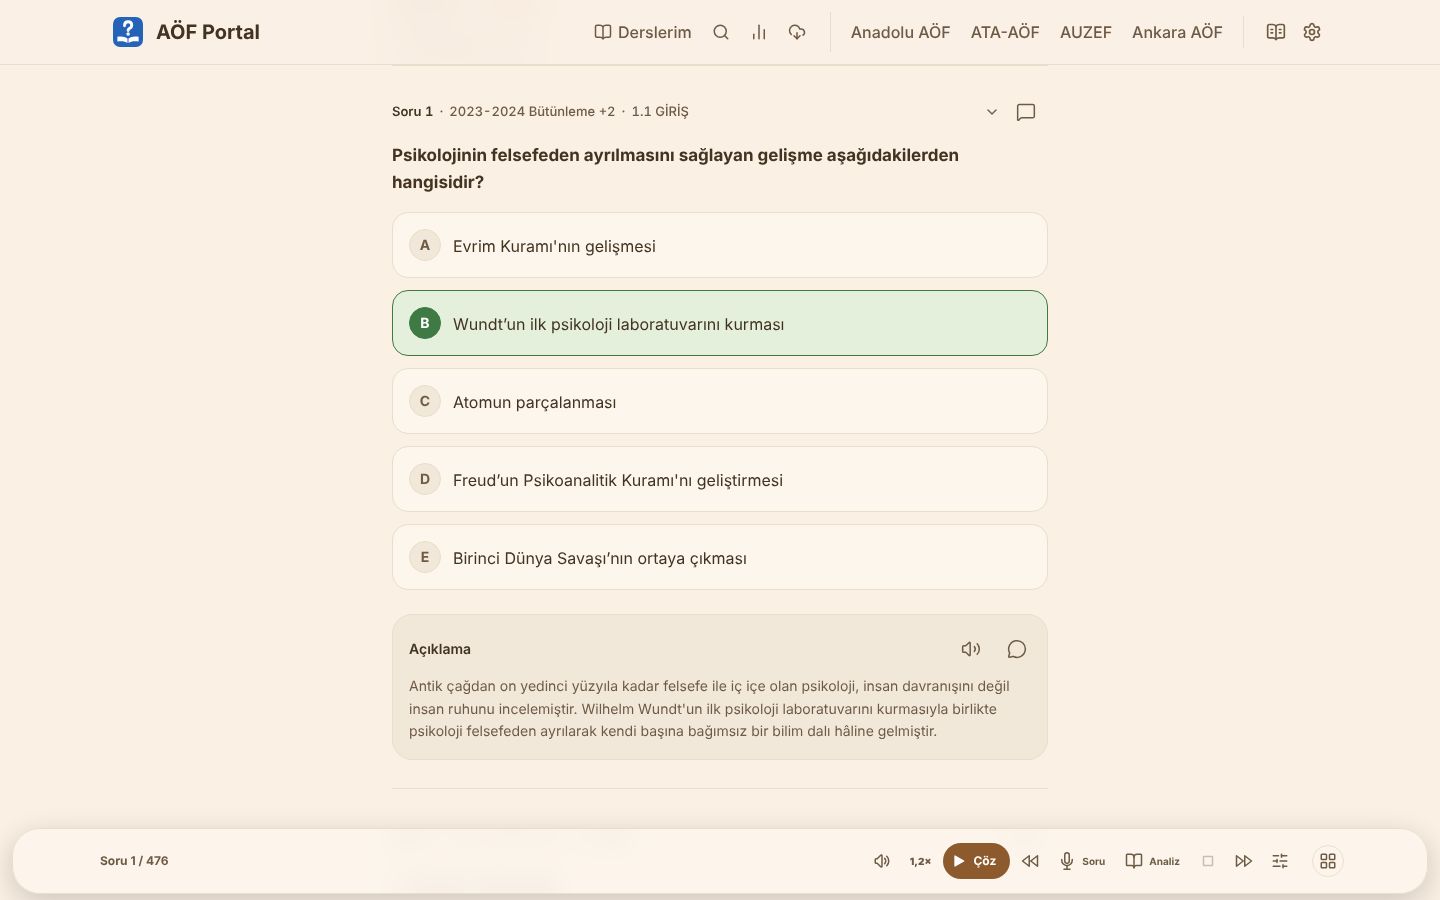 AÖF Portal
Derslerim
Anadolu AÖF
ATA-AÖF
AUZEF
Ankara AÖF
Soru 1 · 2023-2024 Bütünleme +2 · 1.1 GİRİŞ
Psikolojinin felsefeden ayrılmasını sağlayan gelişme aşağıdakilerden
hangisidir?
A Evrim Kuramı'nın gelişmesi
B Wundt’un ilk psikoloji laboratuvarını kurması
C Atomun parçalanması
D Freud’un Psikoanalitik Kuramı'nı geliştirmesi
E Birinci Dünya Savaşı’nın ortaya çıkması
Açıklama
Antik çağdan on yedinci yüzyıla kadar felsefe ile iç içe olan psikoloji, insan davranışını değil
insan ruhunu incelemiştir. Wilhelm Wundt'un ilk psikoloji laboratuvarını kurmasıyla birlikte
psikoloji felsefeden ayrılarak kendi başına bağımsız bir bilim dalı hâline gelmiştir.
Soru 1 / 476
1,2×
Çöz
Soru
Analiz